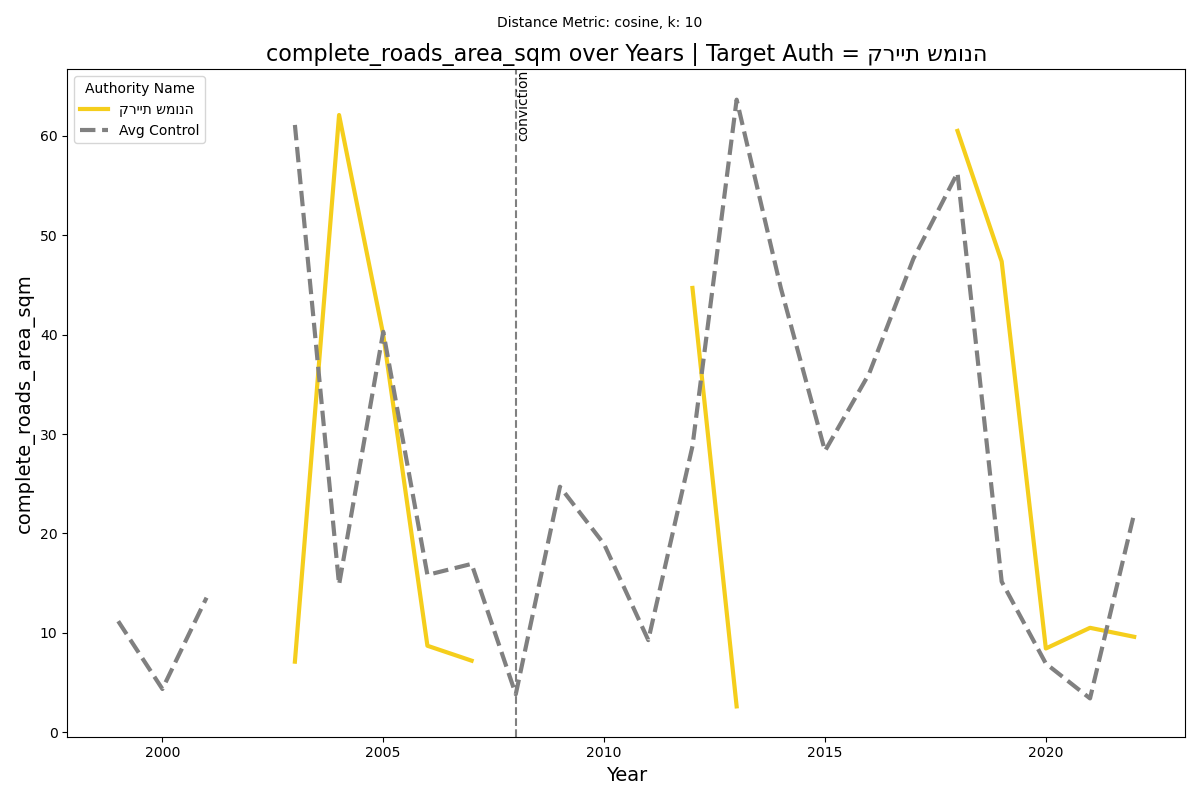 Distance Metric: cosine, k: 10
complete_roads_area_sqm over Years | Target Auth = קריית שמונה
Authority Name
קריית שמונה
Avg Control
conviction
complete_roads_area_sqm
60
50
40
30
20
10
0
2000
2005
2010
2015
2020
Year